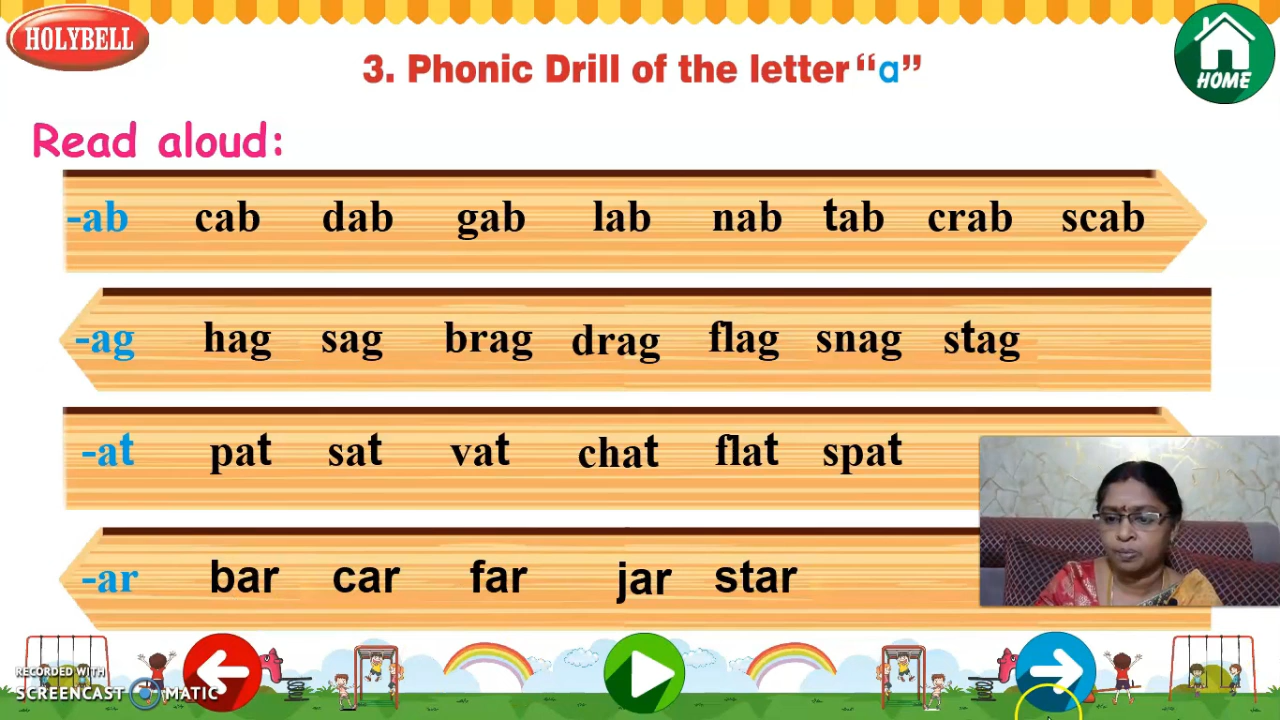 HOLYBELL
3. Phonic Drill of the letter “a”
HOME
Read aloud:
-ab cab dab gab lab nab tab crab scab
-ag hag sag brag drag flag snag stag
-at pat sat vat chat flat spat
-ar bar car far jar star
RECORDED WITH
SCREENCAST MATIC